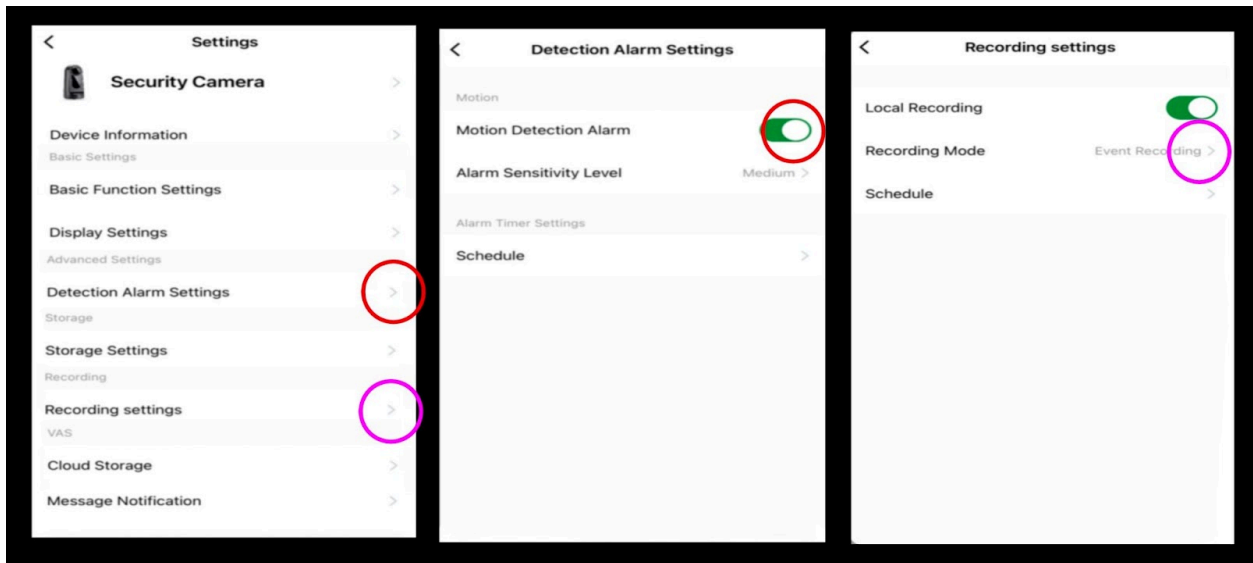 Settings
Security Camera
Device Information
Basic Settings
Basic Function Settings
Display Settings
Advanced Settings
Detection Alarm Settings
Storage
Storage Settings
Recording
Recording settings
VAS
Cloud Storage
Message Notification
Detection Alarm Settings
Motion
Motion Detection Alarm
Alarm Sensitivity Level Medium
Alarm Timer Settings
Schedule
Recording settings
Local Recording
Recording Mode Event Recording
Schedule